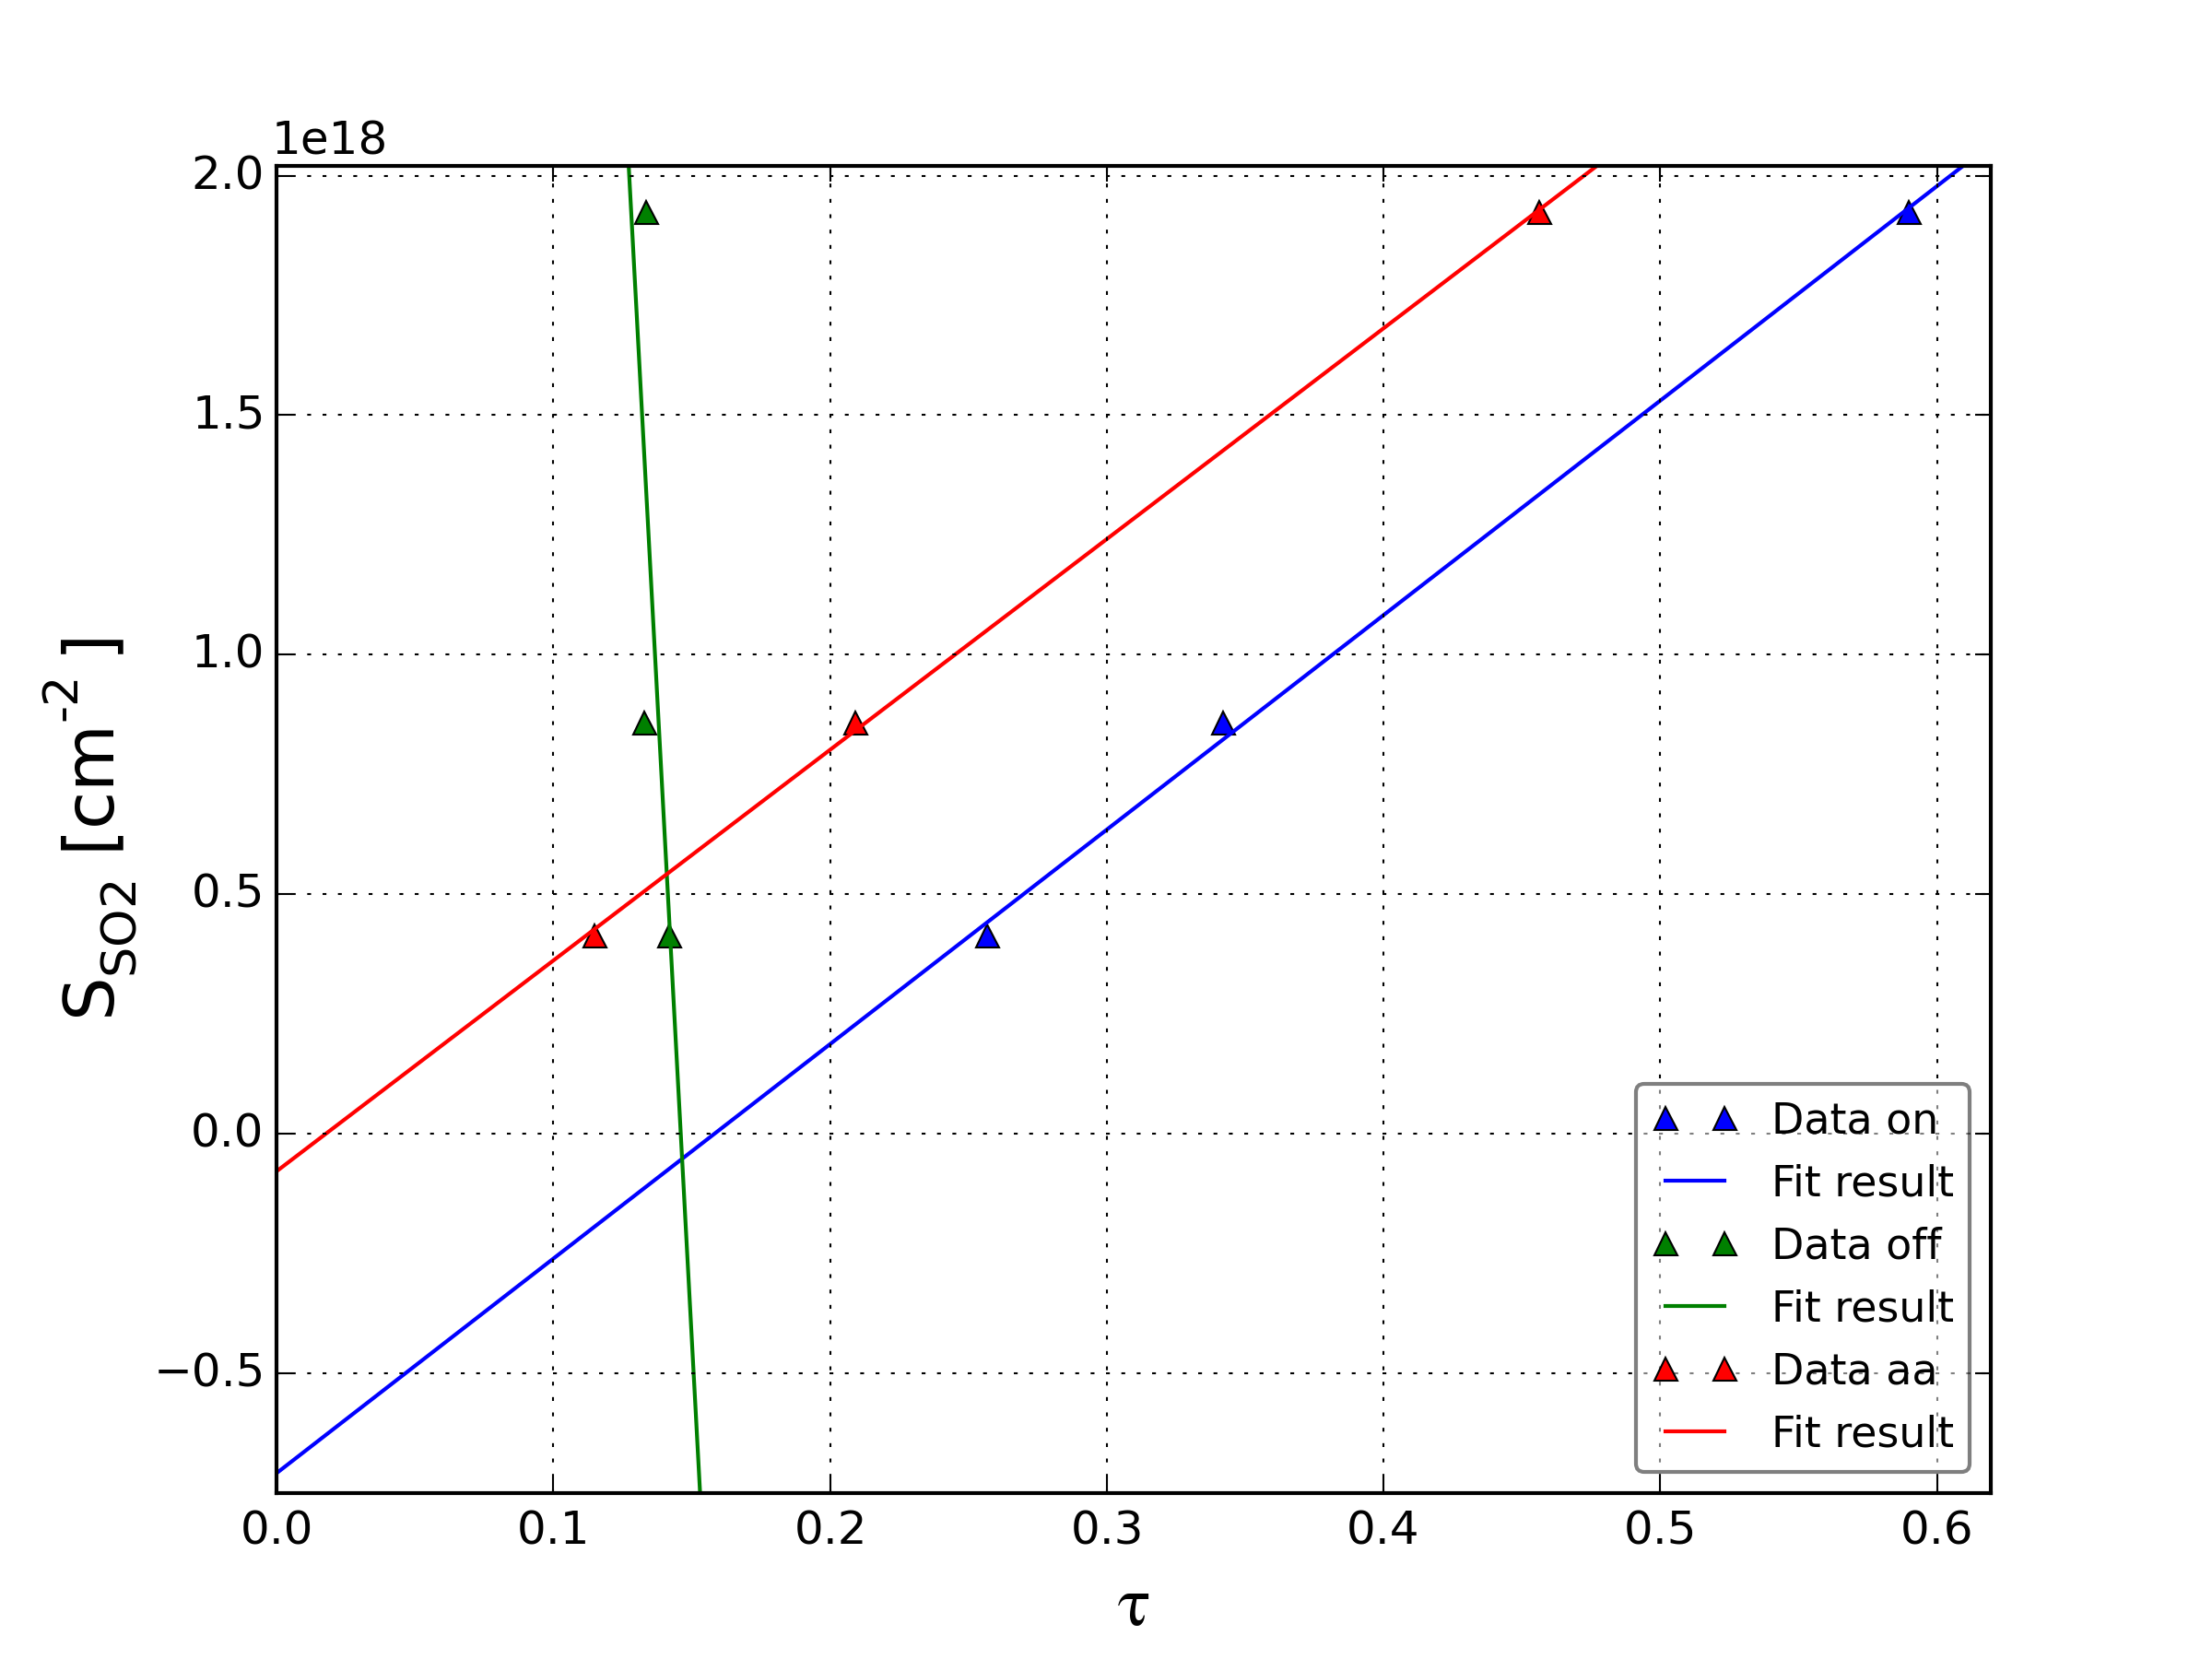 1e18
2.0
1.5
1.0
0.5
0.0
−0.5
S_SO2 [cm^-2 ]
0.0 0.1 0.2 0.3 0.4 0.5 0.6
τ
Data on
Fit result
Data off
Fit result
Data aa
Fit result